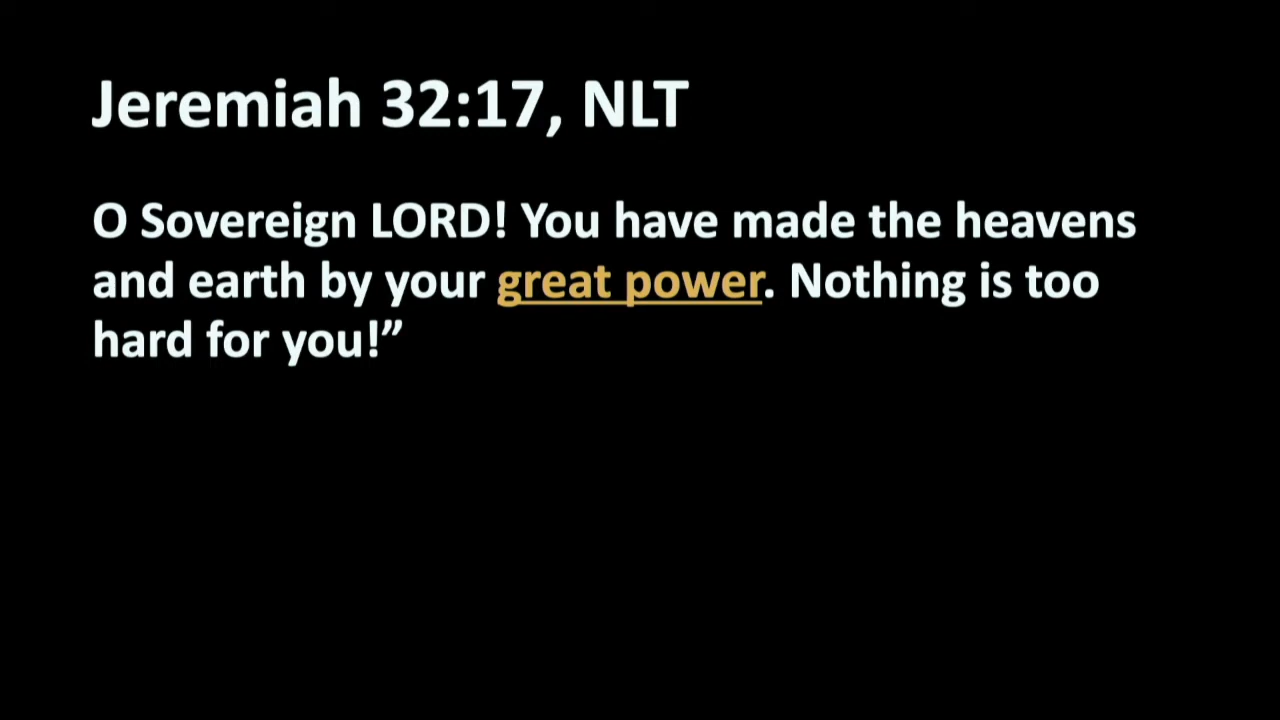 Jeremiah 32:17, NLT
O Sovereign LORD! You have made the heavens
and earth by your great power. Nothing is too
hard for you!”